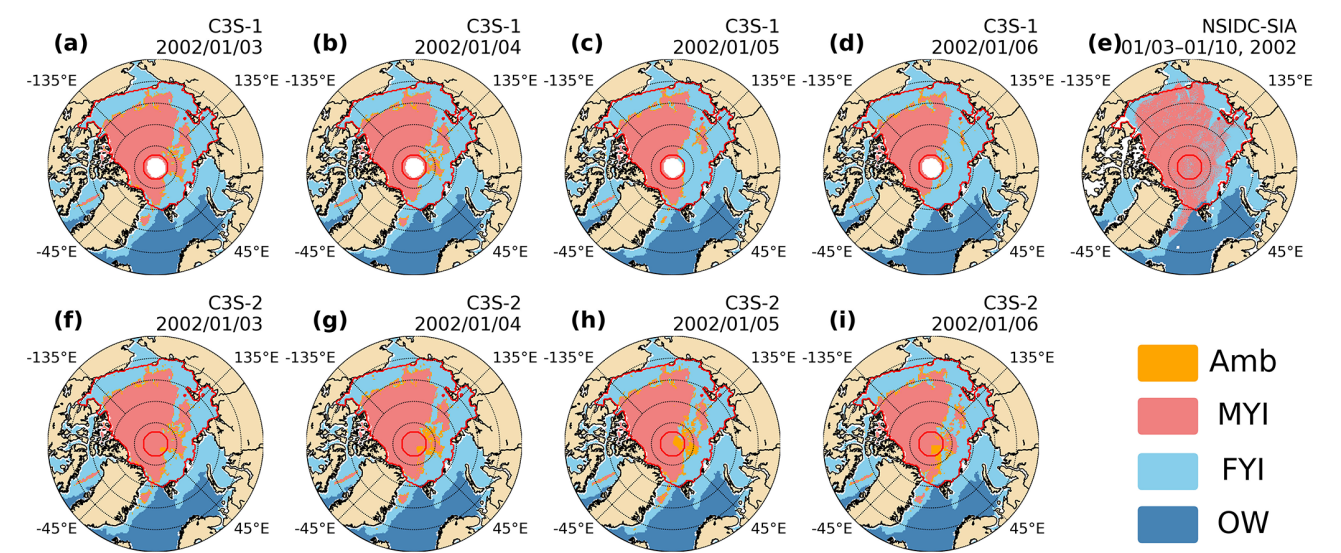 (a)
C3S-1
2002/01/03
-135°E
135°E
-45°E
45°E
(b)
C3S-1
2002/01/04
-135°E
135°E
-45°E
45°E
(c)
C3S-1
2002/01/05
-135°E
135°E
-45°E
45°E
(d)
C3S-1
2002/01/06
-135°E
135°E
-45°E
45°E
(e)
NSIDC-SIA
01/03–01/10, 2002
-135°E
135°E
-45°E
45°E
(f)
C3S-2
2002/01/03
-135°E
135°E
-45°E
45°E
(g)
C3S-2
2002/01/04
-135°E
135°E
-45°E
45°E
(h)
C3S-2
2002/01/05
-135°E
135°E
-45°E
45°E
(i)
C3S-2
2002/01/06
-135°E
135°E
-45°E
45°E
Amb
MYI
FYI
OW